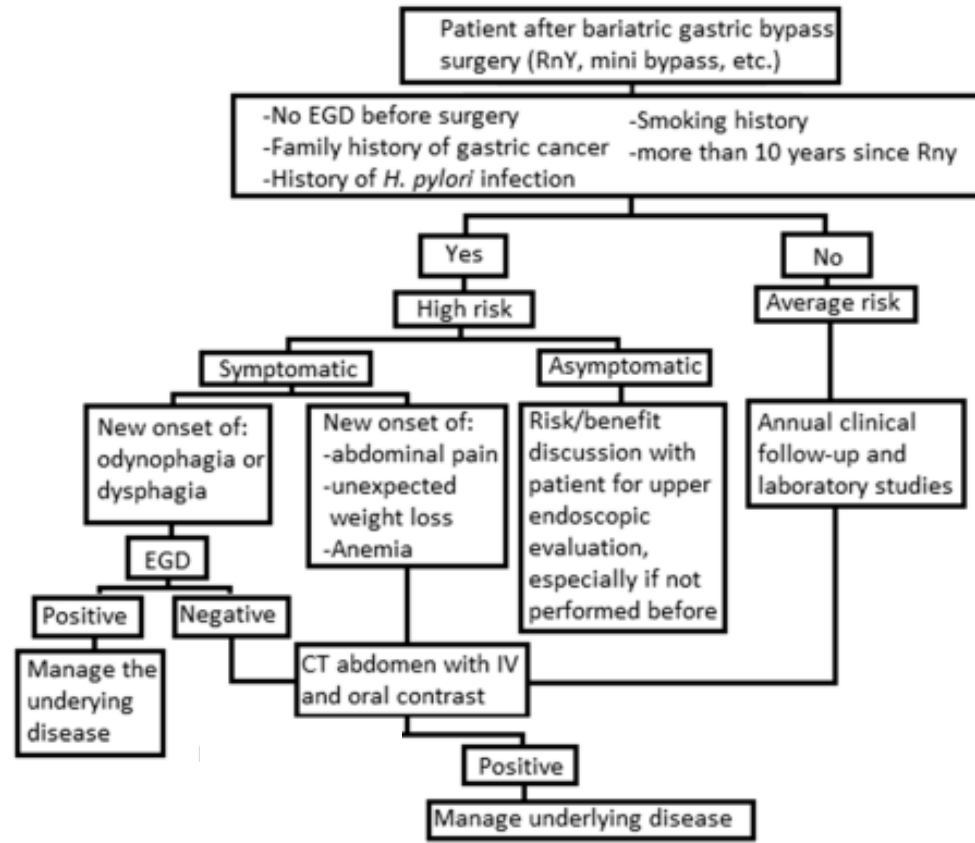 Patient after bariatric gastric bypass
surgery (RnY, mini bypass, etc.)
-No EGD before surgery
-Family history of gastric cancer
-History of H. pylori infection
-Smoking history
-more than 10 years since Rny
Yes
No
High risk
Average risk
Symptomatic
Asymptomatic
New onset of:
odynophagia or
dysphagia
New onset of:
-abdominal pain
-unexpected
weight loss
-Anemia
Risk/benefit
discussion with
patient for upper
endoscopic
evaluation,
especially if not
performed before
Annual clinical
follow-up and
laboratory studies
EGD
Positive
Negative
Manage the
underying
disease
CT abdomen with IV
and oral contrast
Positive
Manage underlying disease